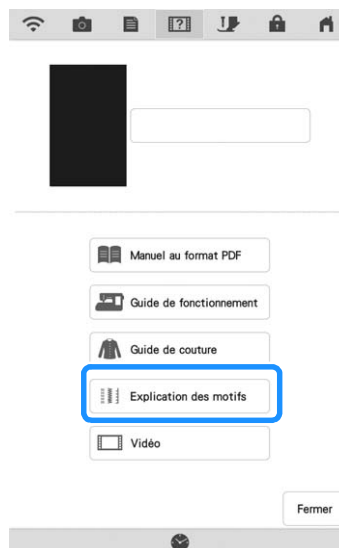 Manuel au format PDF
Guide de fonctionnement
Guide de couture
Explication des motifs
Vidéo
Fermer